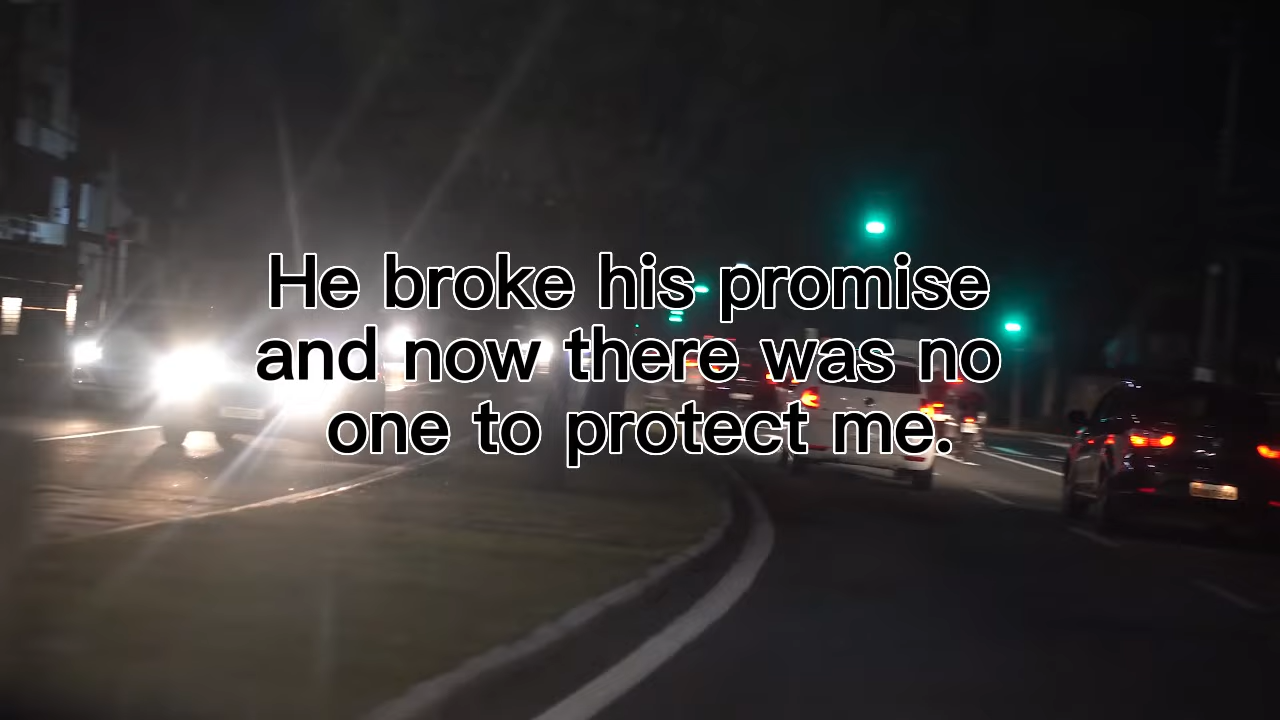 He broke his promise
and now there was no
one to protect me.